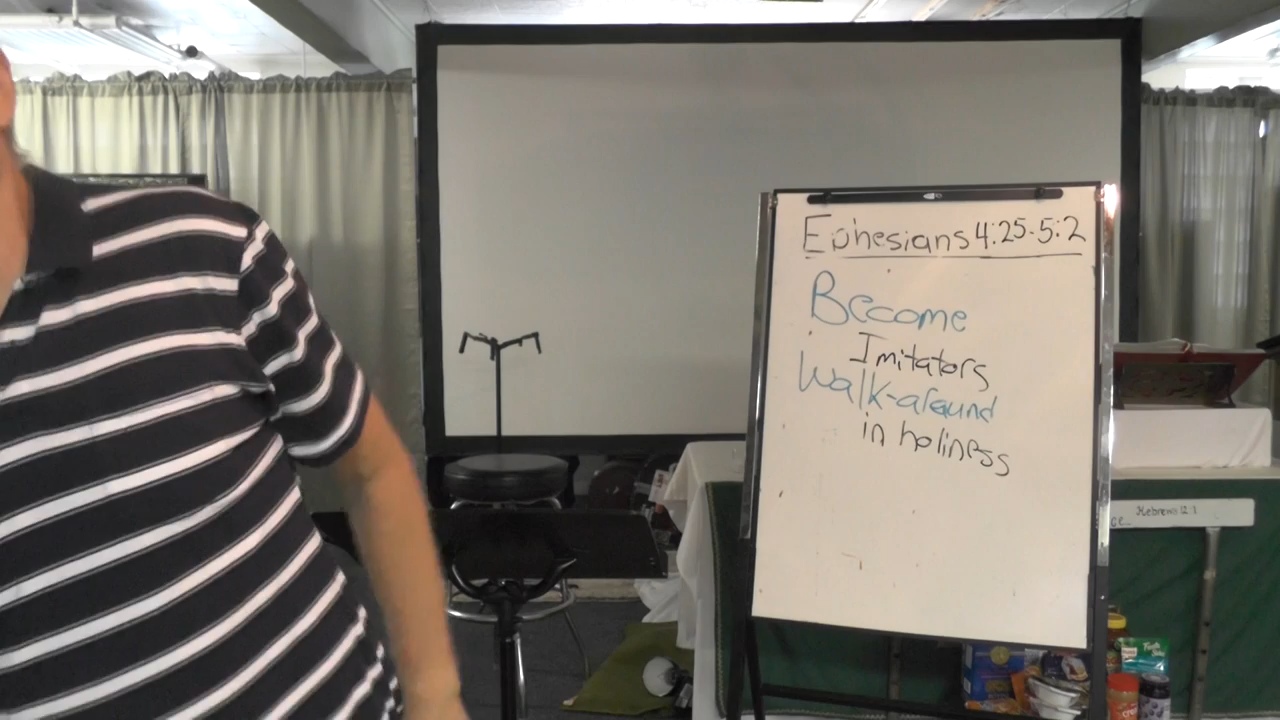 Ephesians 4:25-5:2
Become
Imitators
Walk-around
in holiness
Hebrews 12:1